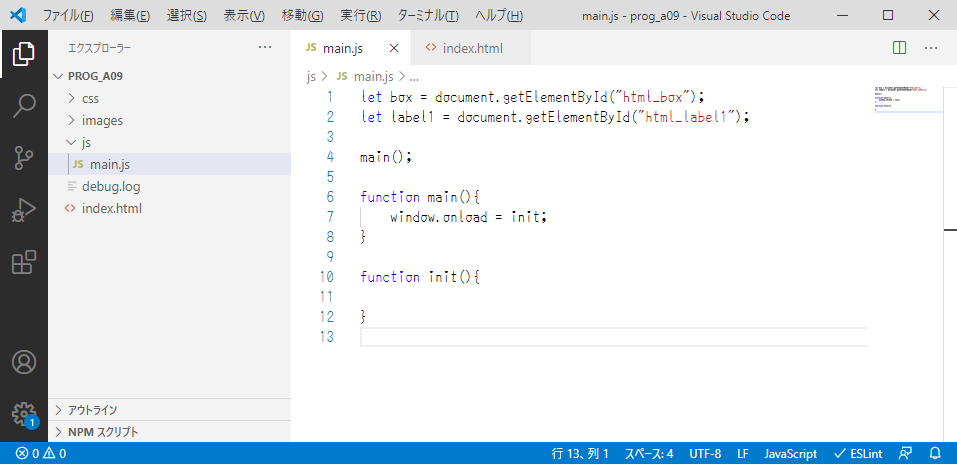 ファイル(F) 編集(E) 選択(S) 表示(V) 移動(G) 実行(R) ターミナル(T) ヘルプ(H) main.js - prog_a09 - Visual Studio Code
エクスプローラー ...
PROG_A09
css
images
js
JS main.js
debug.log
<> index.html
アウトライン
NPM スクリプト
JS main.js × <> index.html ...
js > JS main.js > ...
1 let box = document.getElementById("html_box");
2 let label1 = document.getElementById("html_label1");
3
4 main();
5
6 function main(){
7 window.onload = init;
8 }
9
10 function init(){
11
12 }
13
1
0 0 行 13、列 1 スペース: 4 UTF-8 LF JavaScript ESLint